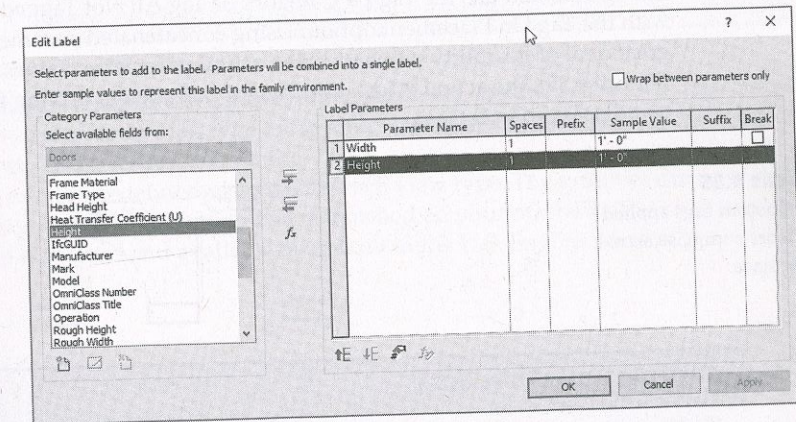 Edit Label
?
X
Select parameters to add to the label. Parameters will be combined into a single label.
Enter sample values to represent this label in the family environment.
Wrap between parameters only
Category Parameters
Select available fields from:
Doors
Frame Material
Frame Type
Head Height
Heat Transfer Coefficient (U)
Height
IfcGUID
Manufacturer
Mark
Model
OmniClass Number
OmniClass Title
Operation
Rough Height
Rough Width
fx
Label Parameters
Parameter Name Spaces Prefix Sample Value Suffix Break
1 Width 1 1' - 0"
2 Height 1 1' - 0"
OK
Cancel
Apply